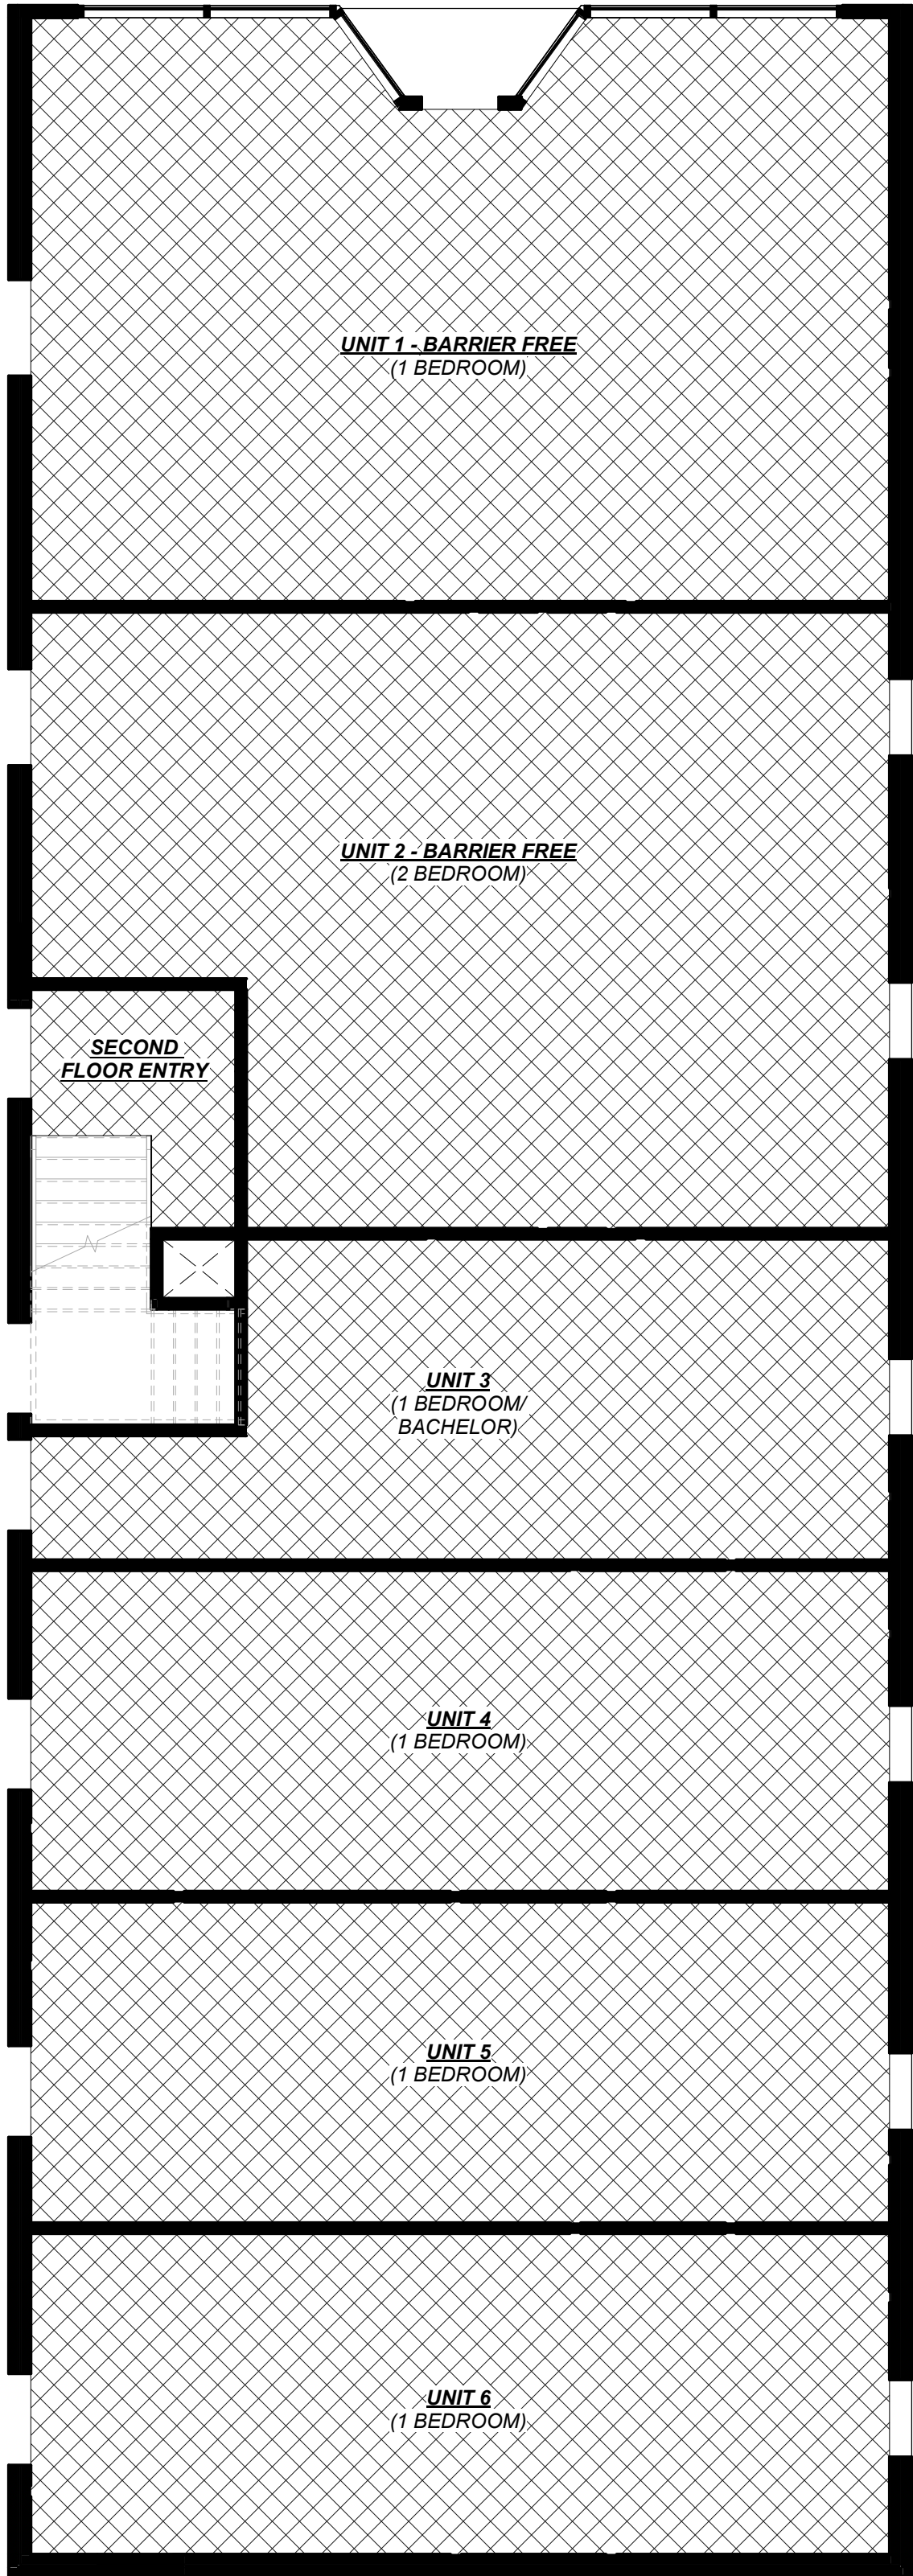 UNIT 1 - BARRIER FREE
(1 BEDROOM)
UNIT 2 - BARRIER FREE
(2 BEDROOM)
SECOND
FLOOR ENTRY
UNIT 3
(1 BEDROOM/
BACHELOR)
UNIT 4
(1 BEDROOM)
UNIT 5
(1 BEDROOM)
UNIT 6
(1 BEDROOM)